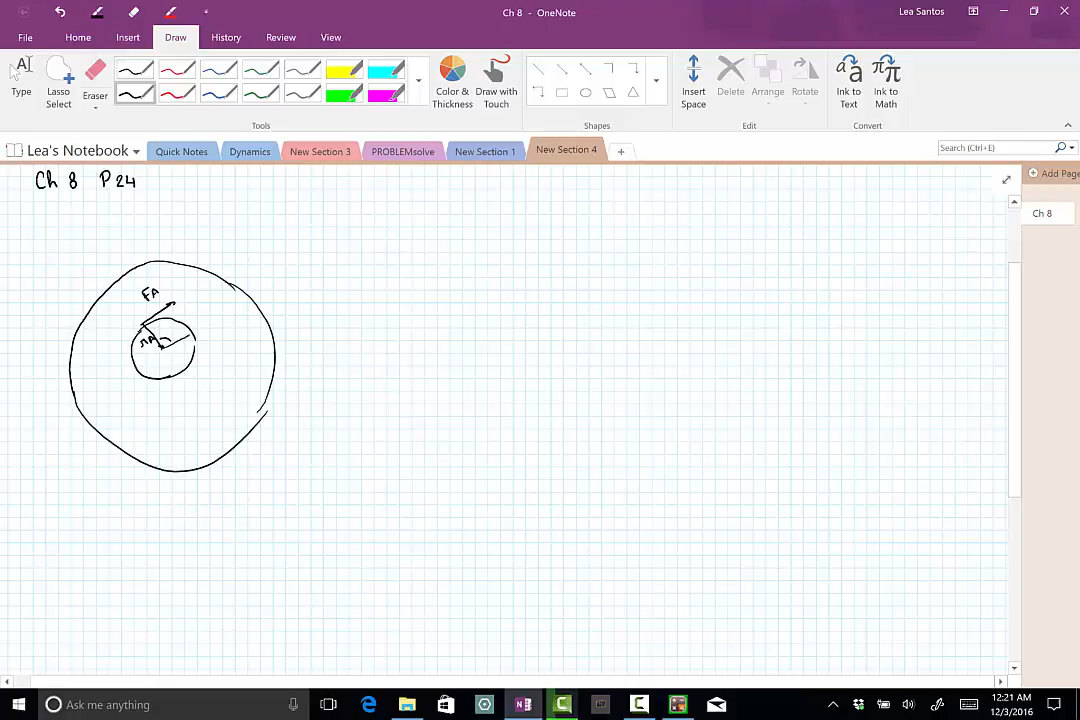 Ch 8 - OneNote
Lea Santos
File Home Insert Draw History Review View
Type
Lasso Select
Eraser
Color & Thickness
Draw with Touch
Insert Space
Delete
Arrange
Rotate
Ink to Text
Ink to Math
Tools
Shapes
Edit
Convert
Lea's Notebook
Quick Notes
Dynamics
New Section 3
PROBLEMsolve
New Section 1
New Section 4
Search (Ctrl+E)
Ch 8 P 24
Add Page
Ch 8
FA
rA
Ask me anything
12:21 AM
12/3/2016